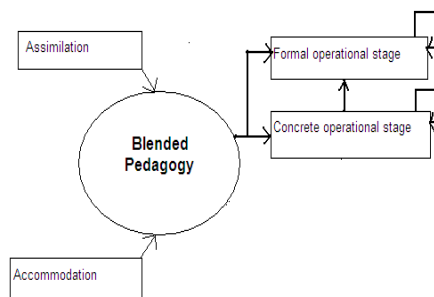 Assimilation
Formal operational stage
Concrete operational stage
Blended
Pedagogy
Accommodation